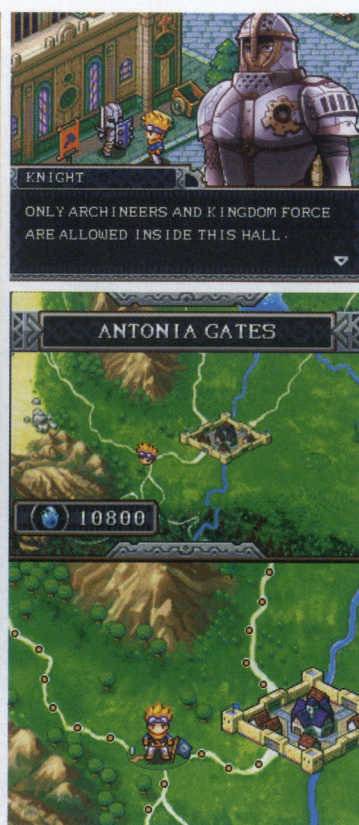 KNIGHT
ONLY ARCHINEERS AND KINGDOM FORCE
ARE ALLOWED INSIDE THIS HALL.
ANTONIA GATES
10800